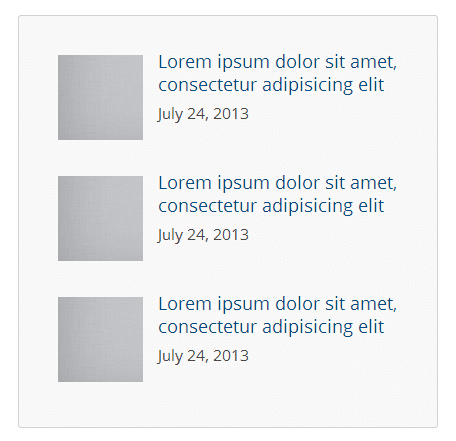 Lorem ipsum dolor sit amet,
consectetur adipisicing elit
July 24, 2013
Lorem ipsum dolor sit amet,
consectetur adipisicing elit
July 24, 2013
Lorem ipsum dolor sit amet,
consectetur adipisicing elit
July 24, 2013